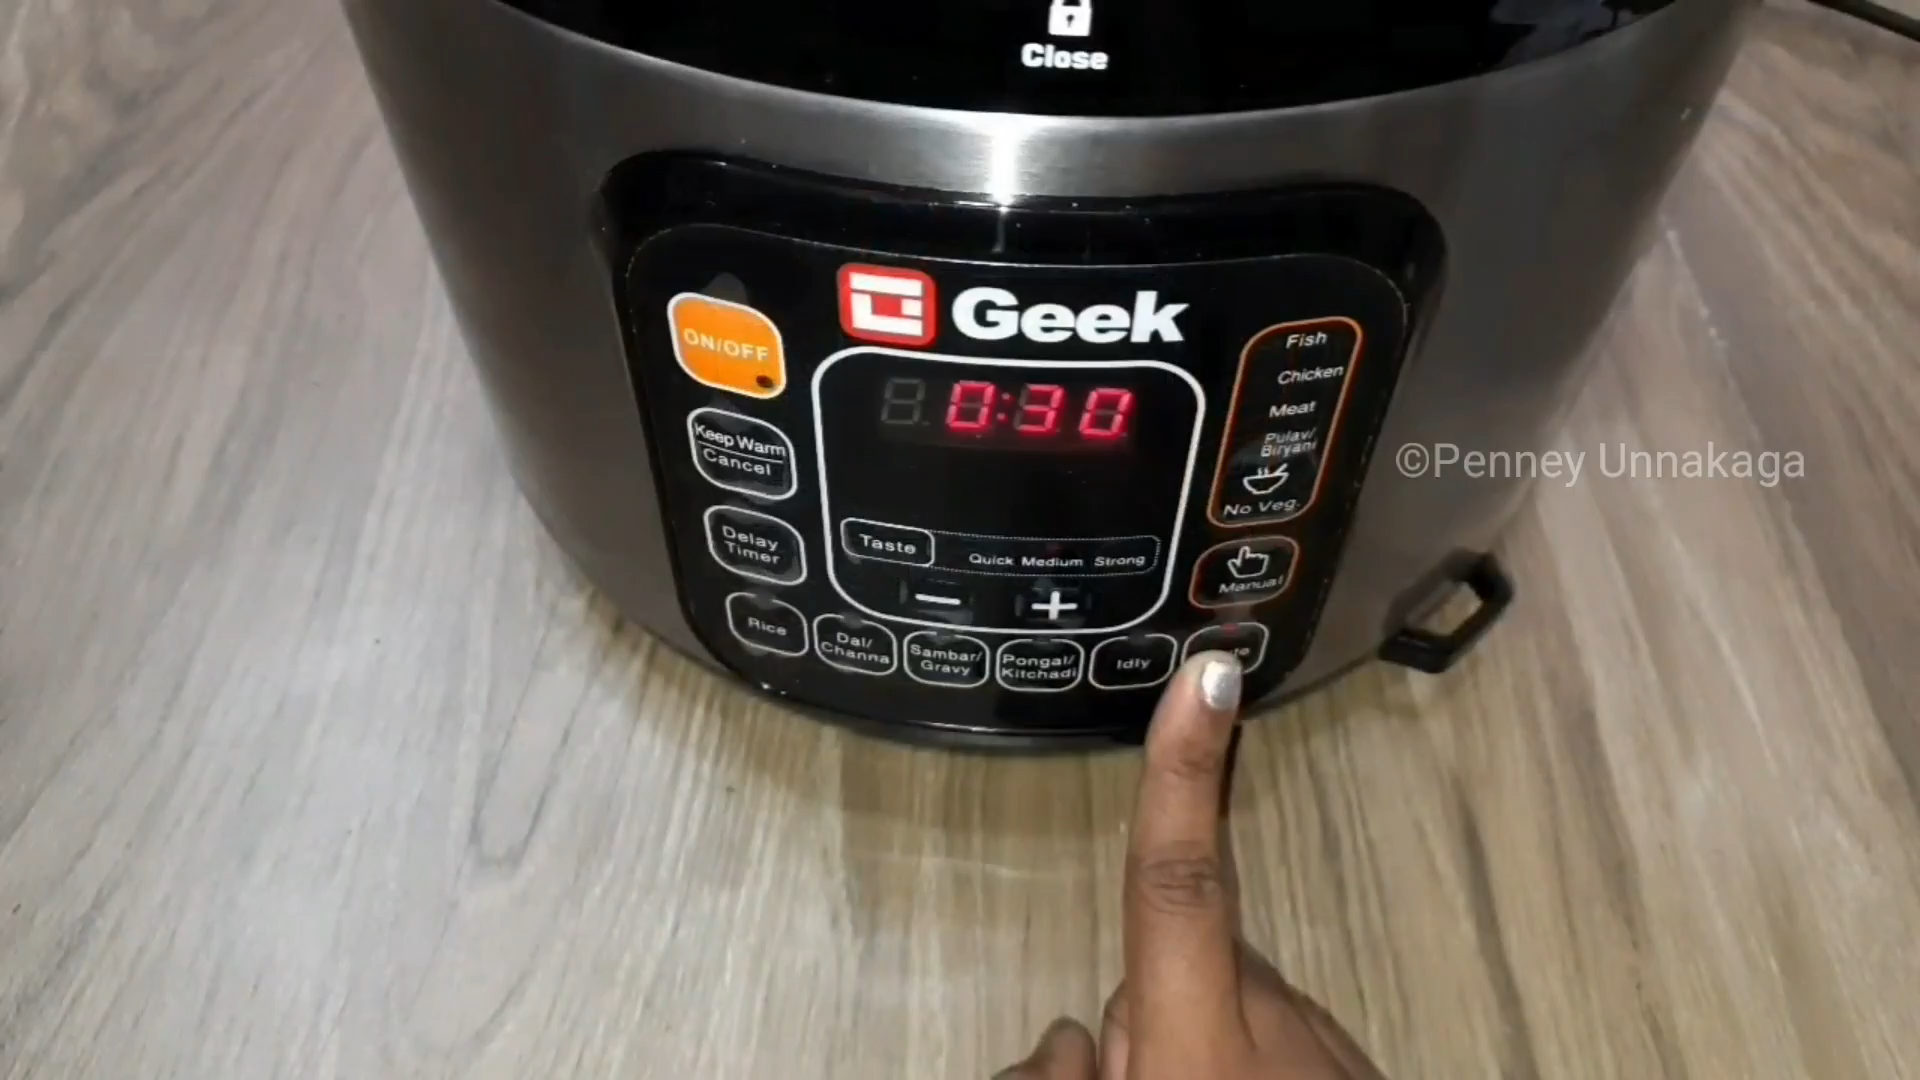 Close
Geek
ON/OFF
0:30
Keep Warm
Cancel
Delay
Timer
Taste
Quick Medium Strong
− +
Rice
Dal/
Channa
Sambar/
Gravy
Pongal/
Kitchadi
Idly
Fish
Chicken
Meat
Pulav/
Biryani
No Veg.
Manual
©Penney Unnakaga